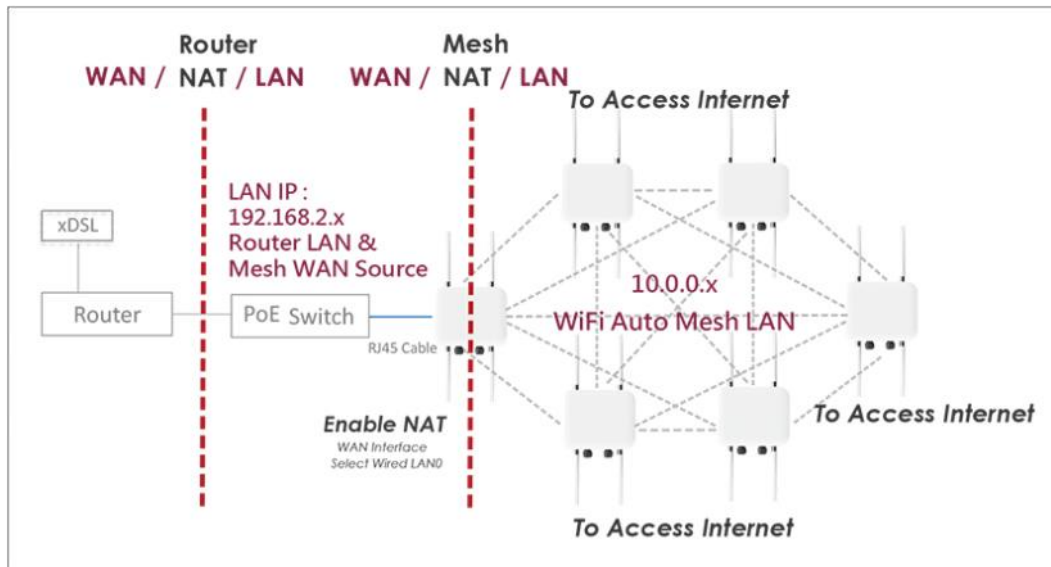 Router
WAN / NAT / LAN
Mesh
WAN / NAT / LAN
To Access Internet
LAN IP :
192.168.2.x
Router LAN &
Mesh WAN Source
xDSL
Router
PoE Switch
RJ45 Cable
10.0.0.x
WiFi Auto Mesh LAN
Enable NAT
WAN Interface
Select Wired LAN0
To Access Internet
To Access Internet